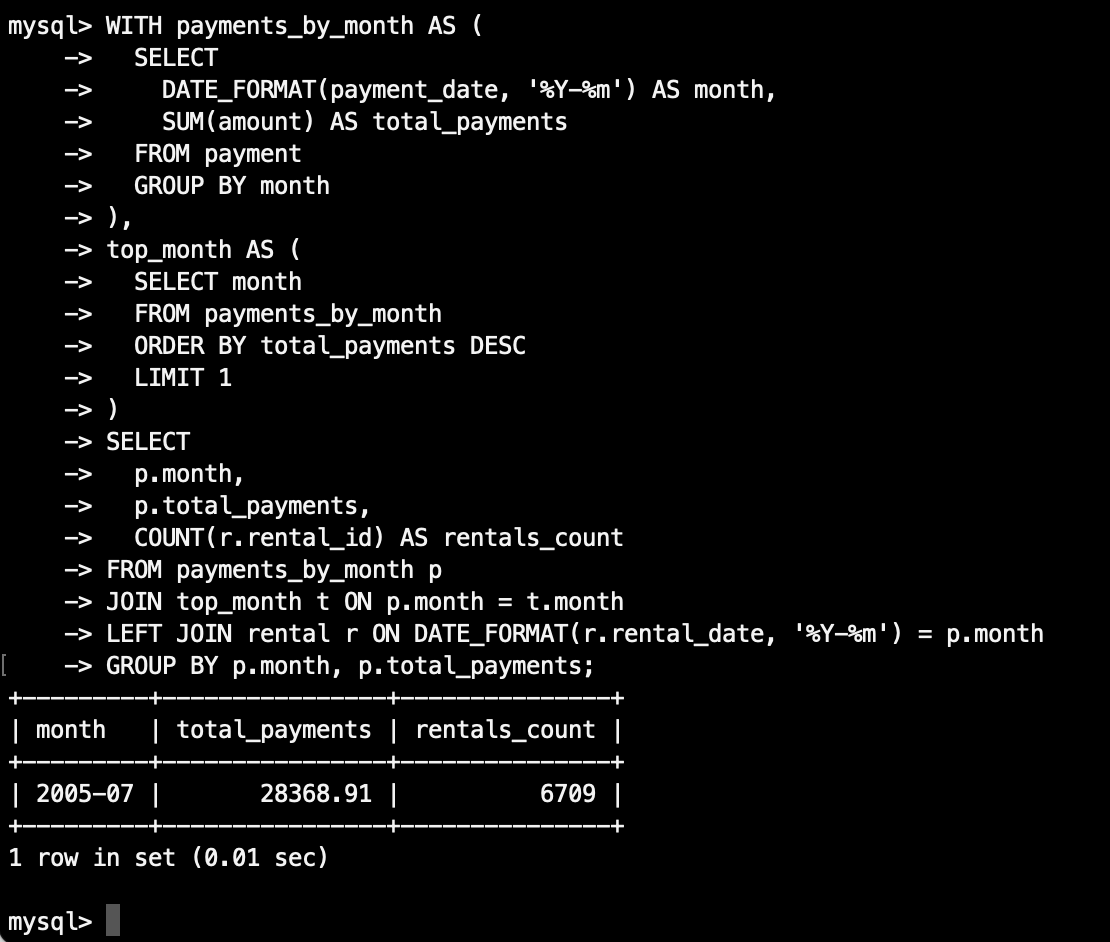 mysql> WITH payments_by_month AS (
    ->   SELECT
    ->     DATE_FORMAT(payment_date, '%Y-%m') AS month,
    ->     SUM(amount) AS total_payments
    ->   FROM payment
    ->   GROUP BY month
    -> ),
    -> top_month AS (
    ->   SELECT month
    ->   FROM payments_by_month
    ->   ORDER BY total_payments DESC
    ->   LIMIT 1
    -> )
    -> SELECT
    ->   p.month,
    ->   p.total_payments,
    ->   COUNT(r.rental_id) AS rentals_count
    -> FROM payments_by_month p
    -> JOIN top_month t ON p.month = t.month
    -> LEFT JOIN rental r ON DATE_FORMAT(r.rental_date, '%Y-%m') = p.month
[    -> GROUP BY p.month, p.total_payments;
+---------+----------------+---------------+
| month   | total_payments | rentals_count |
+---------+----------------+---------------+
| 2005-07 |       28368.91 |          6709 |
+---------+----------------+---------------+
1 row in set (0.01 sec)

mysql>